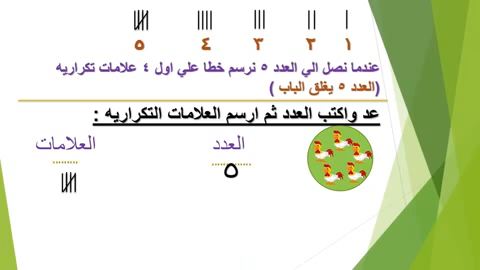 ١ ٢ ٣ ٤ ٥
عندما نصل الي العدد ٥ نرسم خطا علي اول ٤ علامات تكراريه
(العدد ٥ يغلق الباب )
عد واكتب العدد ثم ارسم العلامات التكراريه :
العدد العلامات
٥